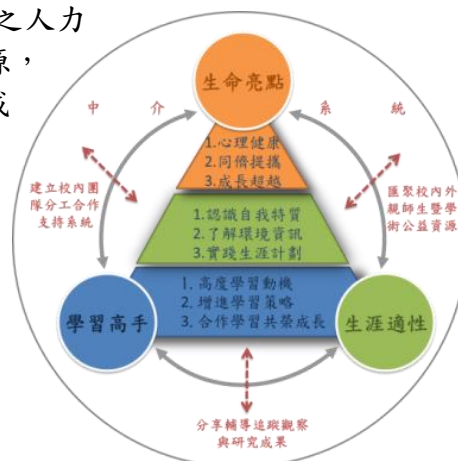 之人力
源，
成
生命亮點
中 介 系 統
1.心理健康
2.同儕提攜
3.成長超越
建立校內團
隊分工合作
支持系統
匯聚校內外
親師生暨學
術公益資源
1.認識自我特質
2.了解環境資訊
3.實踐生涯計劃
1. 高度學習動機
2. 增進學習策略
3. 合作學習共榮成長
學習高手
生涯適性
分享輔導追蹤觀察
與研究成果